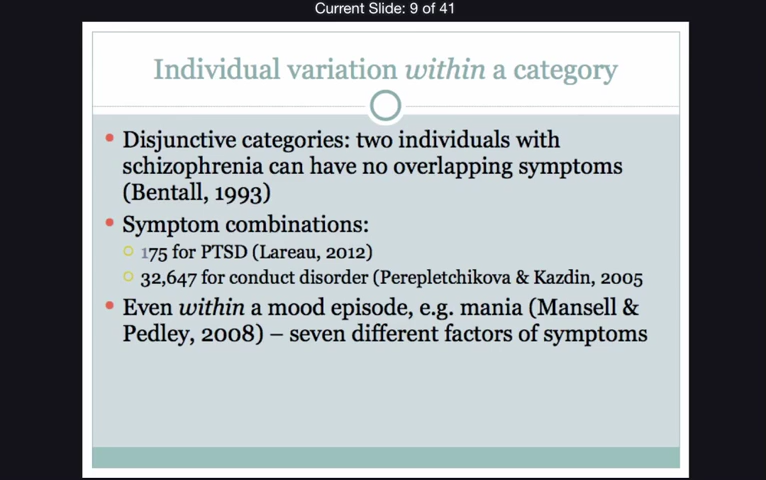 Current Slide: 9 of 41
Individual variation within a category
Disjunctive categories: two individuals with
schizophrenia can have no overlapping symptoms
(Bentall, 1993)
Symptom combinations:
175 for PTSD (Lareau, 2012)
32,647 for conduct disorder (Perepletchikova & Kazdin, 2005
Even within a mood episode, e.g. mania (Mansell &
Pedley, 2008) – seven different factors of symptoms